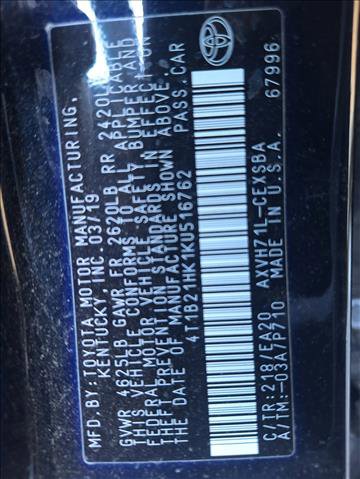 MFD BY: TOYOTA MOTOR MANUFACTURING,
KENTUCKY, INC. 03/19
GVWR 4625LB GAWR FR 2620LB RR 2420LB
THIS VEHICLE CONFORMS TO ALL APPLICABLE
FEDERAL MOTOR VEHICLE SAFETY, BUMPER AND
THEFT PREVENTION STANDARDS IN EFFECT ON
THE DATE OF MANUFACTURE SHOWN ABOVE.
4T1B21HK1KU516762 PASS. CAR
C/TR: 218/EA20 AXVH71L-CEXSBA
A/TM: -03A/P710 MADE IN U.S.A. 67996